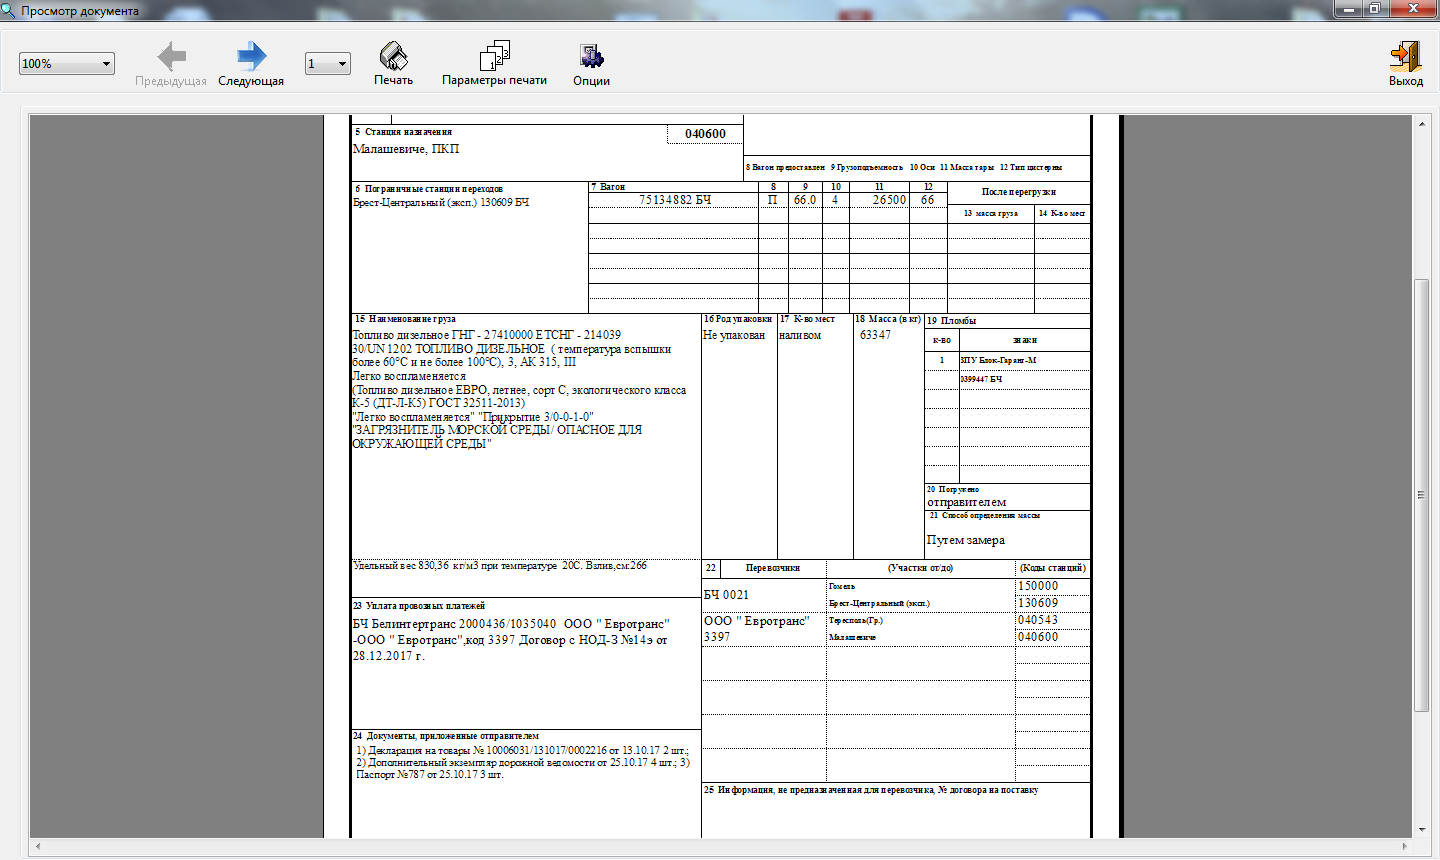 Просмотр документа
100%
Предыдущая
Следующая
1
Печать
Параметры печати
Опции
Выход
5 Станция назначения
040600
Малашевиче, ПКП
8 Вагон предоставлен 9 Грузоподъемность 10 Оси 11 Масса тары 12 Тип цистерны
6 Пограничные станции переходов
Брест-Центральный (эксп.) 130609 БЧ
7 Вагон 8 9 10 11 12
75134882 БЧ П 66.0 4 26500 66
После перегрузки
13 масса груза 14 К-во мест
15 Наименование груза
Топливо дизельное ГНГ - 27410000 ЕТСНГ - 214039
30/UN 1202 ТОПЛИВО ДИЗЕЛЬНОЕ ( температура вспышки
более 60°C и не более 100°C), 3, АК 315, III
Легко воспламеняется
(Топливо дизельное ЕВРО, летнее, сорт С, экологического класса
К-5 (ДТ-Л-К5) ГОСТ 32511-2013)
"Легко воспламеняется" "Прикрытие 3/0-0-1-0"
"ЗАГРЯЗНИТЕЛЬ МОРСКОЙ СРЕДЫ/ ОПАСНОЕ ДЛЯ
ОКРУЖАЮЩЕЙ СРЕДЫ"
16 Род упаковки
Не упакован
17 К-во мест
наливом
18 Масса (в кг)
63347
19 Пломбы
к-во знаки
1 ЗПУ Блок-Гарант-М
0399447 БЧ
20 Погружено
отправителем
21 Способ определения массы
Путем замера
Удельный вес 830,36 кг/м3 при температуре 20С. Взлив,см:266
22 Перевозчики (Участки от/до) (Коды станций)
БЧ 0021
Гомель 150000
Брест-Центральный (эксп.) 130609
ООО " Евротранс"
3397
Тересполь(Гр.) 040543
Малашевиче 040600
23 Уплата провозных платежей
БЧ Белинтертранс 2000436/1035040 ООО " Евротранс"
-ООО " Евротранс",код 3397 Договор с НОД-3 №14э от
28.12.2017 г.
24 Документы, приложенные отправителем
1) Декларация на товары № 10006031/131017/0002216 от 13.10.17 2 шт.;
2) Дополнительный экземпляр дорожной ведомости от 25.10.17 4 шт.; 3)
Паспорт №787 от 25.10.17 3 шт.
25 Информация, не предназначенная для перевозчика, № договора на поставку